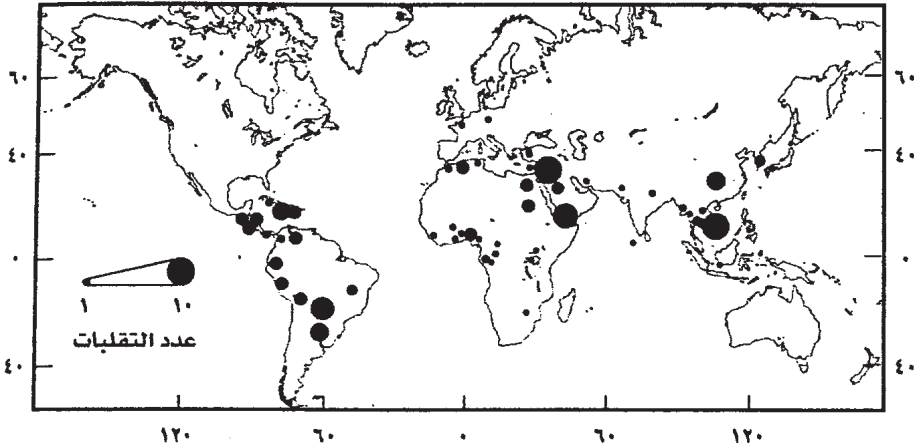 ٦٠ ٦٠
٤٠ ٤٠
٠ ٠
١ ١٠
عدد التقلبات
٤٠ ٤٠
١٢٠ ٦٠ ٠ ٦٠ ١٢٠